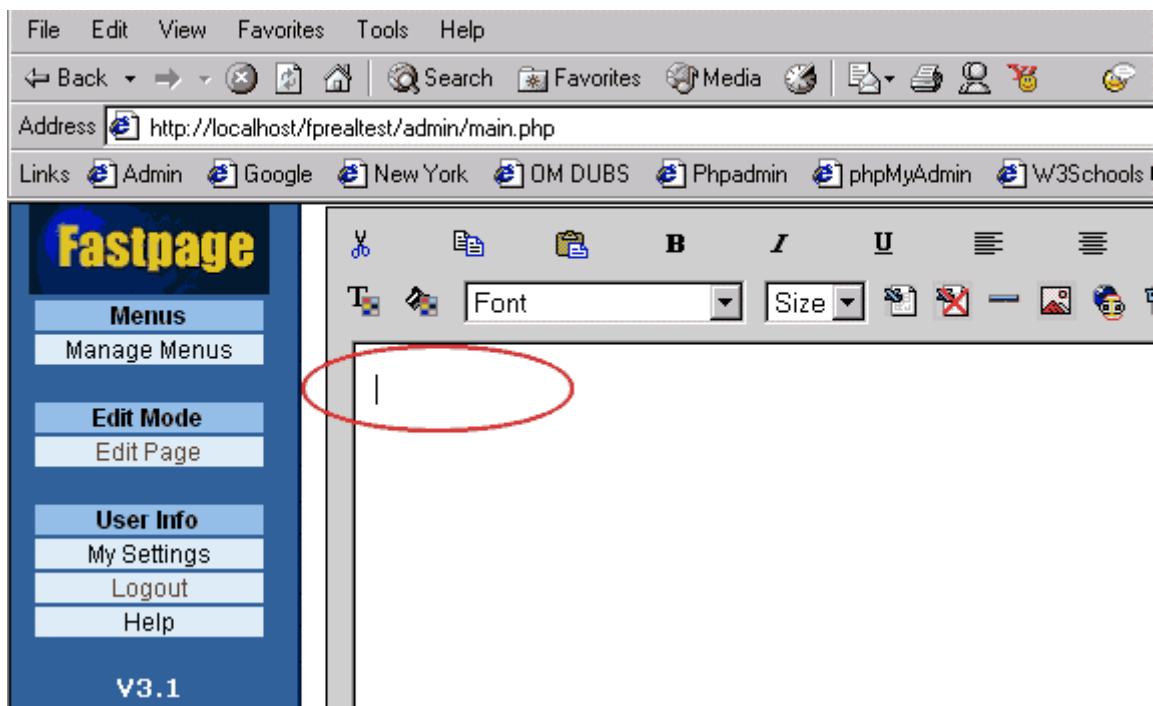 File Edit View Favorites Tools Help
Back Search Favorites Media
Address http://localhost/fprealtest/admin/main.php
Links Admin Google New York OM DUBS Phpadmin phpMyAdmin W3Schools
Fastpage
B I U
Menus
T Font Size
Manage Menus
Edit Mode
Edit Page
User Info
My Settings
Logout
Help
V3.1